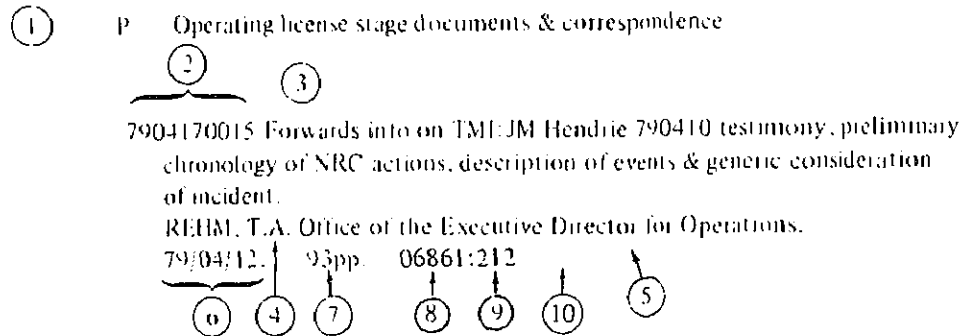 1 P Operating license stage documents & correspondence
2 3
7904170015 Forwards info on TMI:JM Hendrie 790410 testimony, preliminary
chronology of NRC actions, description of events & generic consideration
of incident.
REHM, T.A. Office of the Executive Director for Operations.
79/04/12. 93pp. 06861:212
6 4 7 8 9 10 5